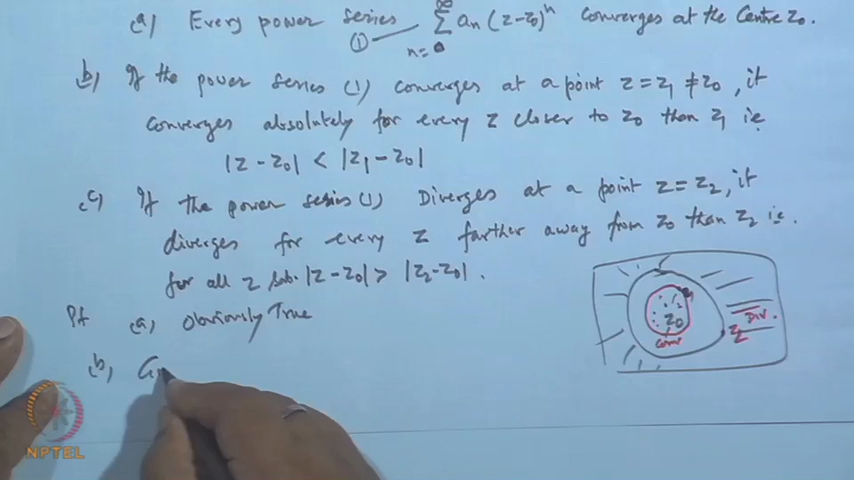 (a) Every power series ∑ an (z-z0)^n converges at the Centre z0.
① n=0 ∞
(b) If the power series (1) converges at a point z=z1≠z0, it
converges absolutely for every z closer to z0 than z1 i.e
|z-z0| < |z1-z0|
(c) If the power series (1) Diverges at a point z=z2, it
diverges for every z farther away from z0 than z2 i.e.
for all z |z-z0| > |z2-z0|.
Pf (a) Obviously True
z0
Conv
Div.
z2
(b)
NPTEL